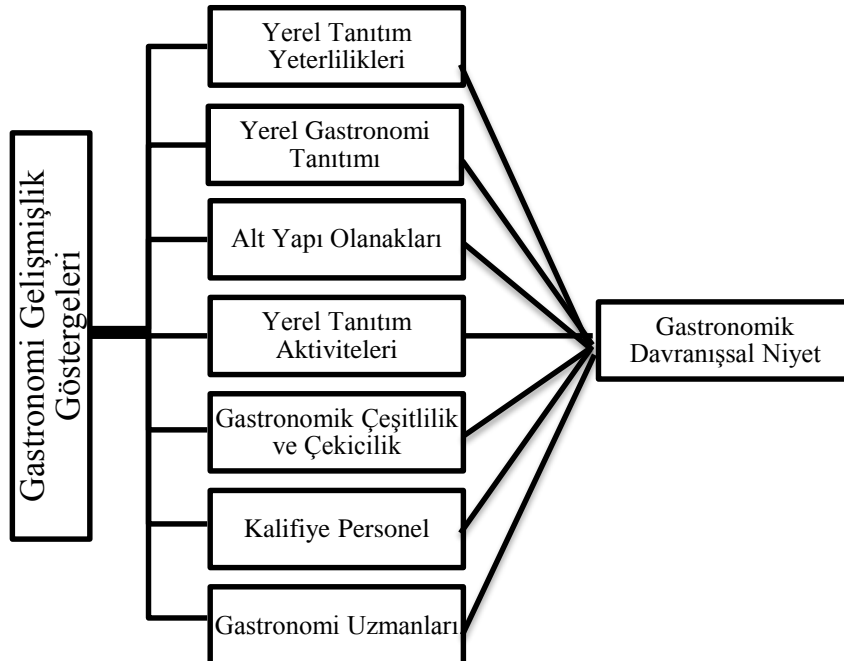 Gastronomi Gelişmişlik
Göstergeleri
Yerel Tanıtım
Yeterlilikleri
Yerel Gastronomi
Tanıtımı
Alt Yapı Olanakları
Yerel Tanıtım
Aktiviteleri
Gastronomik Çeşitlilik
ve Çekicilik
Kalifiye Personel
Gastronomi Uzmanları
Gastronomik
Davranışsal Niyet